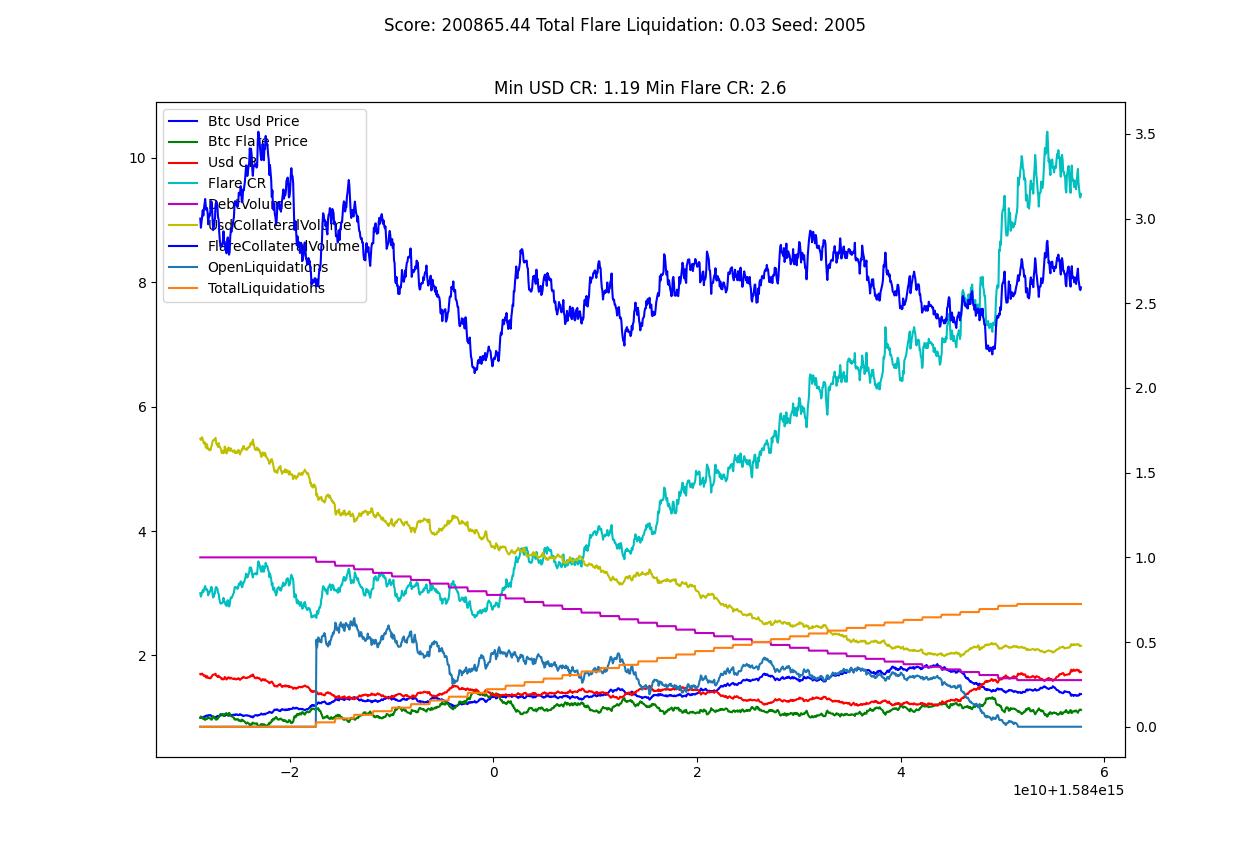 Score: 200865.44 Total Flare Liquidation: 0.03 Seed: 2005
Min USD CR: 1.19 Min Flare CR: 2.6
Btc Usd Price
Btc Flare Price
Usd CR
Flare CR
DebtVolume
UsdCollateralVolume
FlareCollateralVolume
OpenLiquidations
TotalLiquidations
10
8
6
4
2
3.5
3.0
2.5
2.0
1.5
1.0
0.5
0.0
−2
0
2
4
6
1e10+1.584e15